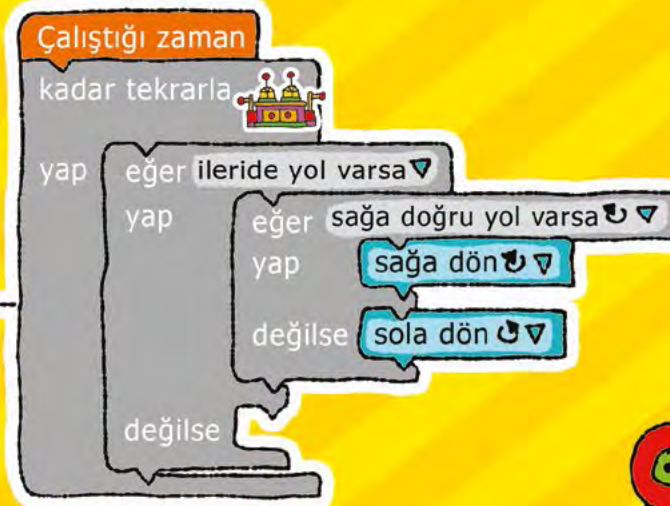 Çalıştığı zaman
kadar tekrarla
yap eğer ileride yol varsa
yap eğer sağa doğru yol varsa
yap sağa dön
değilse sola dön
değilse